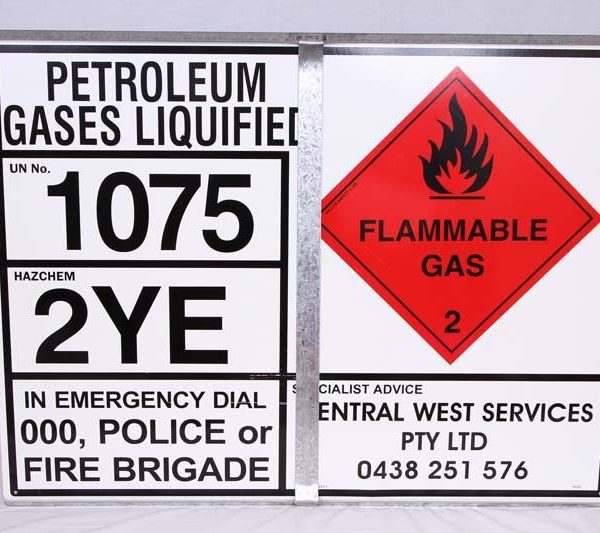 PETROLEUM
GASES LIQUIFIED
UN No.
1075
HAZCHEM
2YE
IN EMERGENCY DIAL
000, POLICE or
FIRE BRIGADE
FLAMMABLE
GAS
2
SPECIALIST ADVICE
CENTRAL WEST SERVICES
PTY LTD
0438 251 576